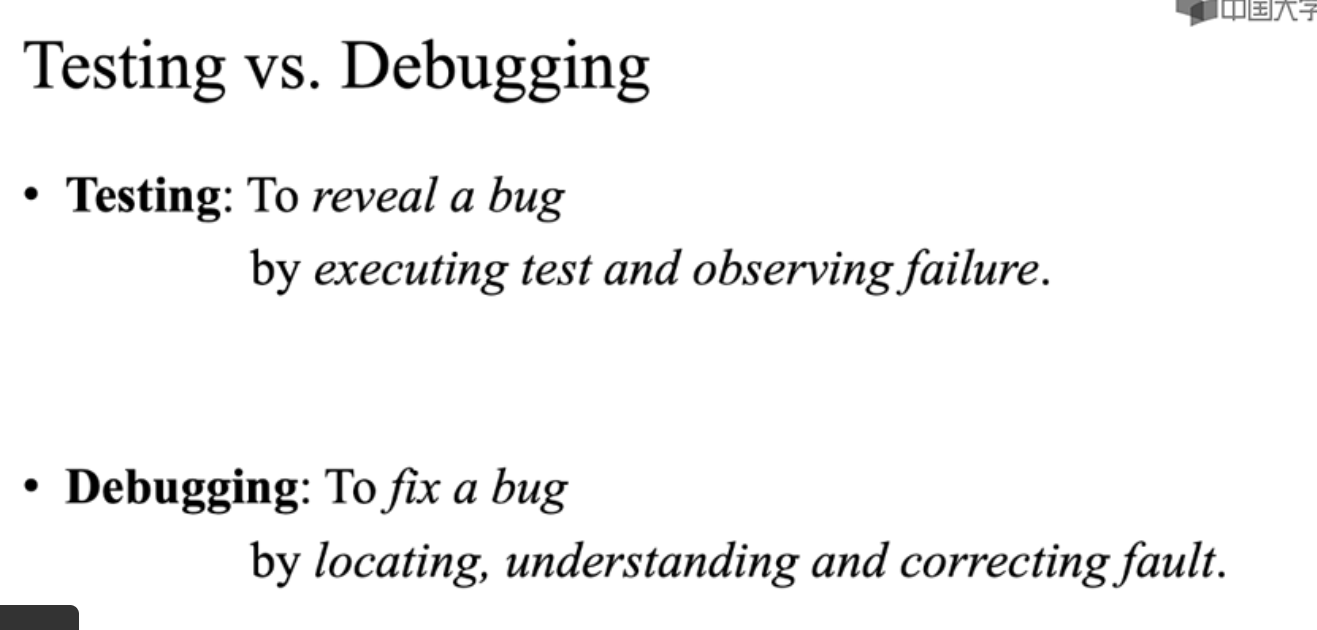 中国大学
Testing vs. Debugging
• Testing: To reveal a bug
by executing test and observing failure.
• Debugging: To fix a bug
by locating, understanding and correcting fault.